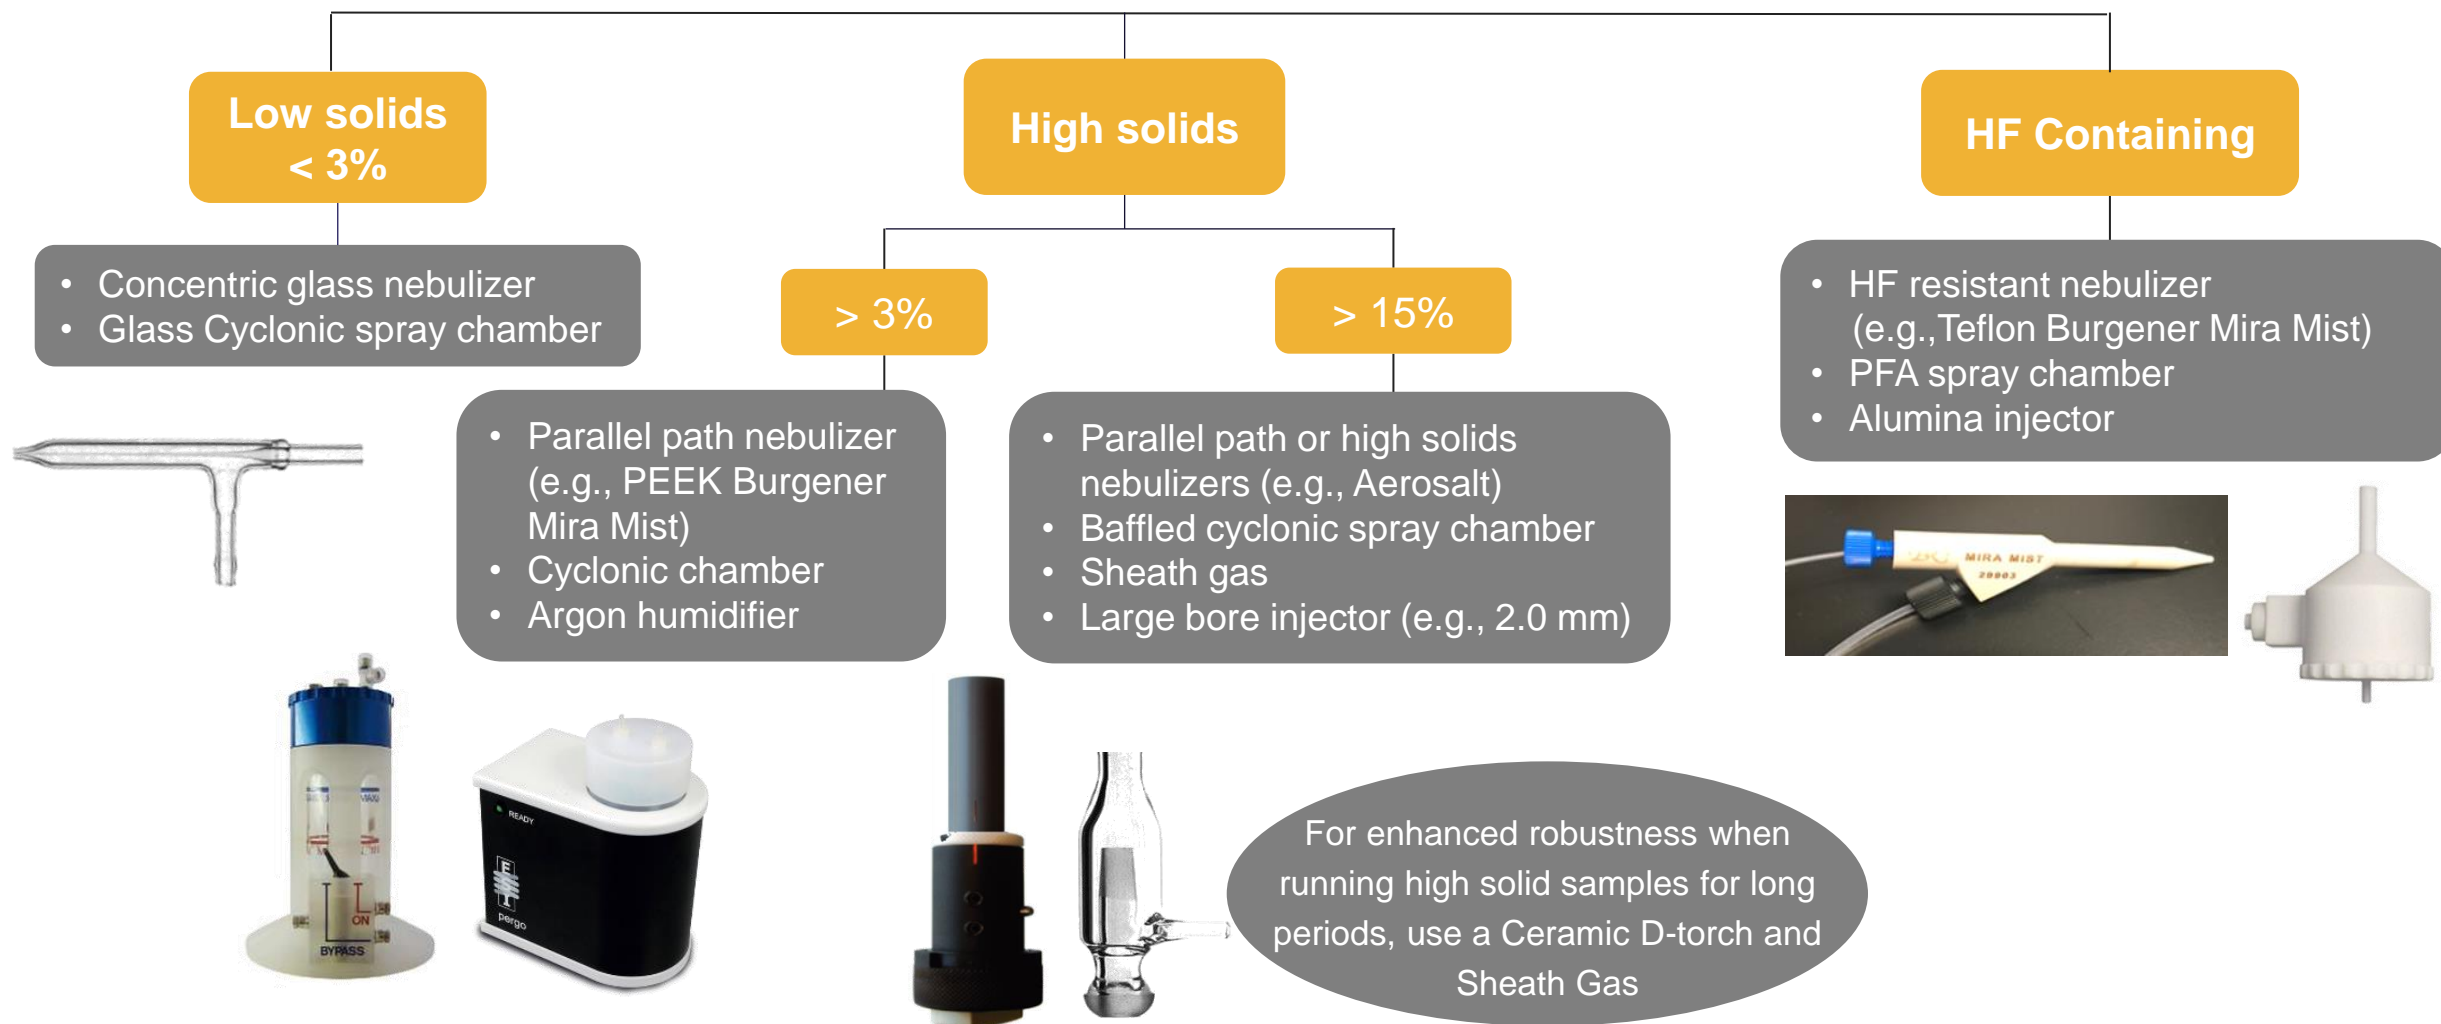 Low solids
< 3%
High solids
HF Containing
• Concentric glass nebulizer
• Glass Cyclonic spray chamber
> 3%
> 15%
• HF resistant nebulizer
(e.g.,Teflon Burgener Mira Mist)
• PFA spray chamber
• Alumina injector
• Parallel path nebulizer
(e.g., PEEK Burgener
Mira Mist)
• Cyclonic chamber
• Argon humidifier
• Parallel path or high solids
nebulizers (e.g., Aerosalt)
• Baffled cyclonic spray chamber
• Sheath gas
• Large bore injector (e.g., 2.0 mm)
MIRA MIST
29903
ON
BYPASS
READY
pergo
For enhanced robustness when
running high solid samples for long
periods, use a Ceramic D-torch and
Sheath Gas